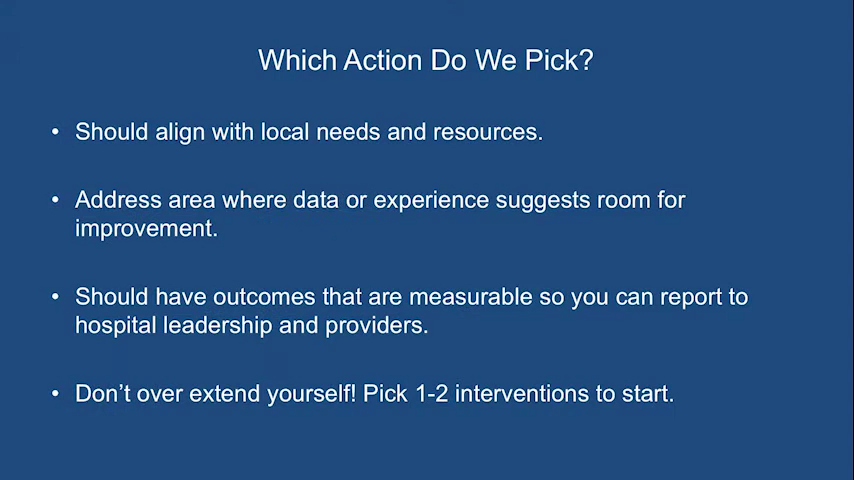 Which Action Do We Pick?
• Should align with local needs and resources.
• Address area where data or experience suggests room for
improvement.
• Should have outcomes that are measurable so you can report to
hospital leadership and providers.
• Don’t over extend yourself! Pick 1-2 interventions to start.